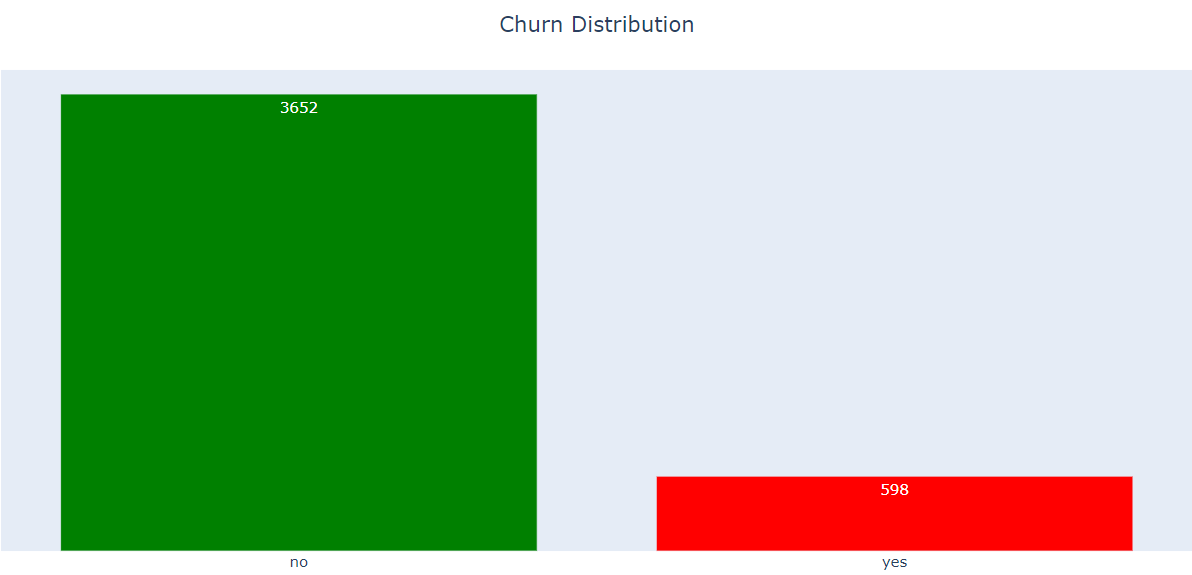 Churn Distribution
3652
598
no
yes